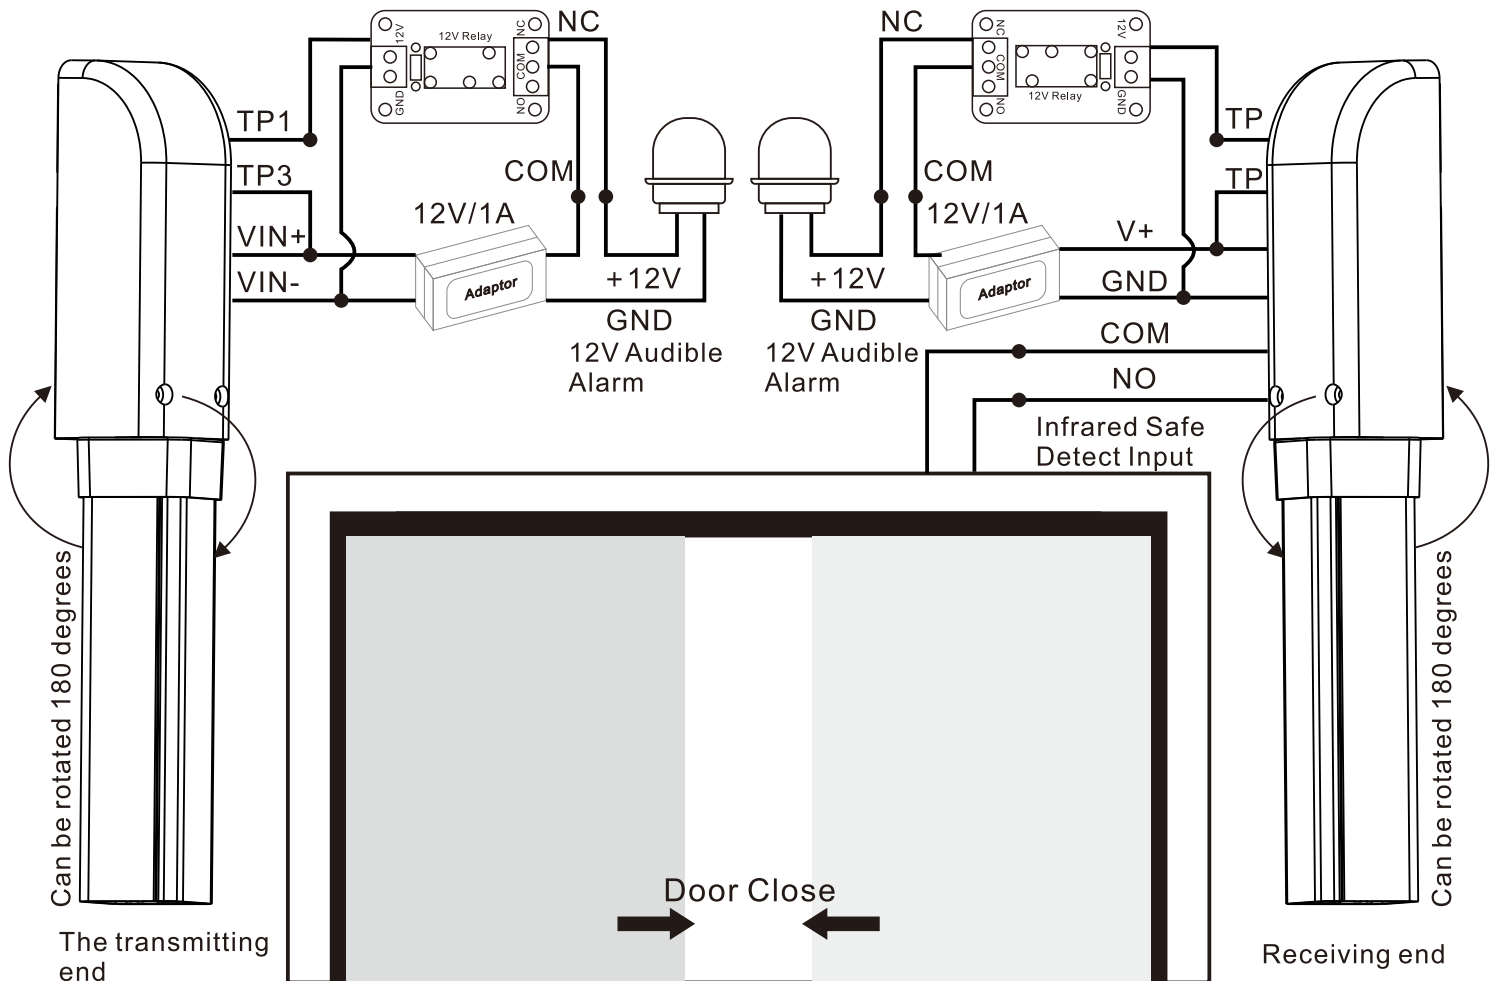 NC
12V
12V Relay
NC
COM
GND
NO
TP1
TP3
COM
12V/1A
VIN+
VIN-
Adaptor
+12V
GND
12V Audible
Alarm
NC
NC
12V
COM
12V Relay
NO
GND
TP
TP
COM
12V/1A
V+
Adaptor
+12V
GND
GND
12V Audible
Alarm
COM
NO
Infrared Safe
Detect Input
Can be rotated 180 degrees
Can be rotated 180 degrees
Door Close
The transmitting
end
Receiving end